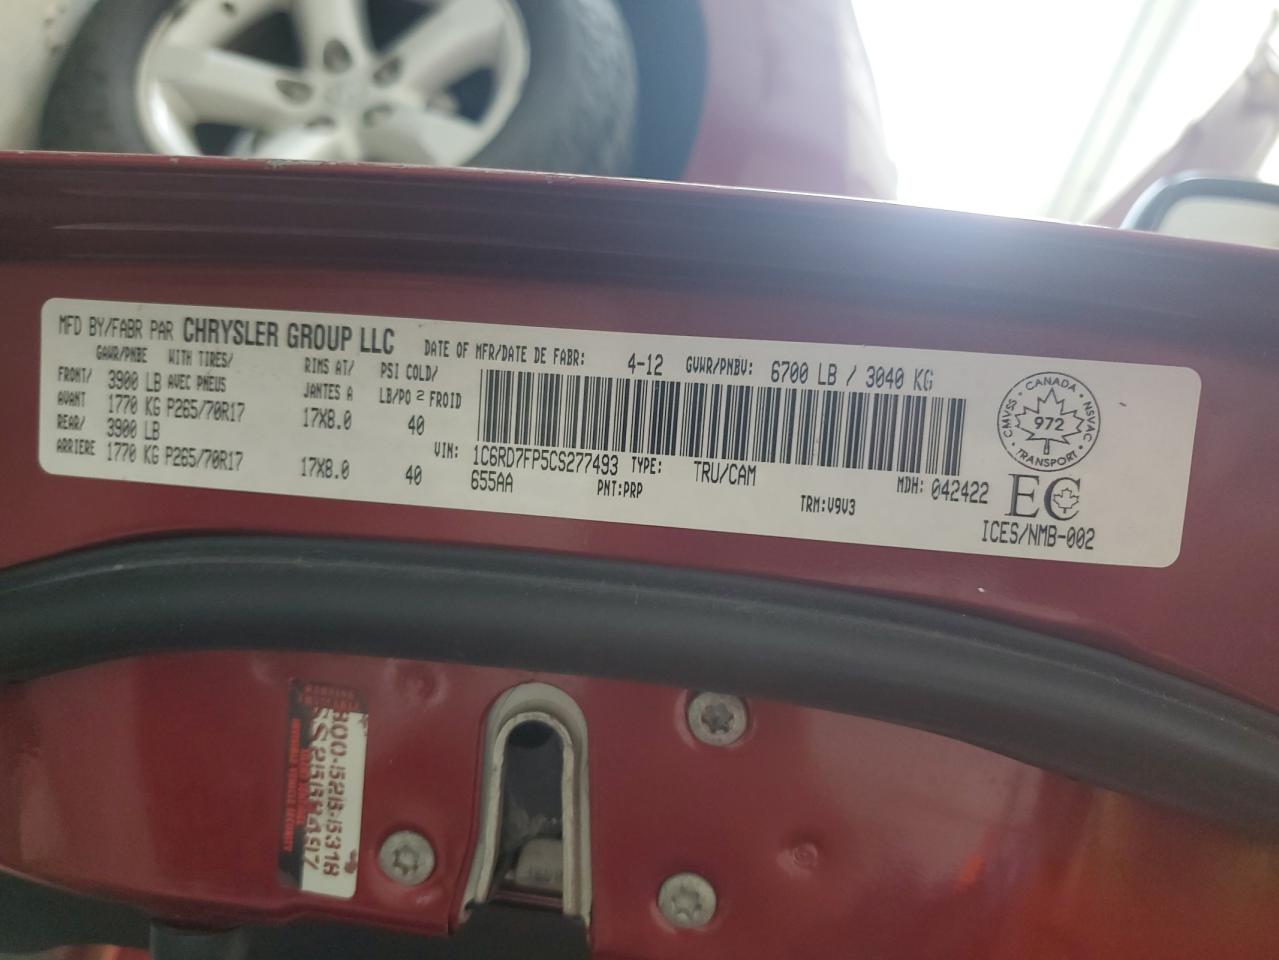 MFD BY/FABR PAR CHRYSLER GROUP LLC DATE OF MFR/DATE DE FABR: 4-12 GVWR/PNBV: 6700 LB / 3040 KG
GAWR/PNBE WITH TIRES/ RIMS AT/ PSI COLD/
FRONT/ 3900 LB AVEC PNEUS JANTES A LB/PO 2 FROID
AVANT 1770 KG P265/70R17 17X8.0 40
REAR/ 3900 LB
ARRIERE 1770 KG P265/70R17 17X8.0 40
VIN: 1C6RD7FP5CS277493 TYPE: TRU/CAM MDH: 042422
655AA PNT:PRP TRM:V9V3
CANADA
CMVSS 972 NSVAC
TRANSPORT
EC
ICES/NMB-002
800-526-5318